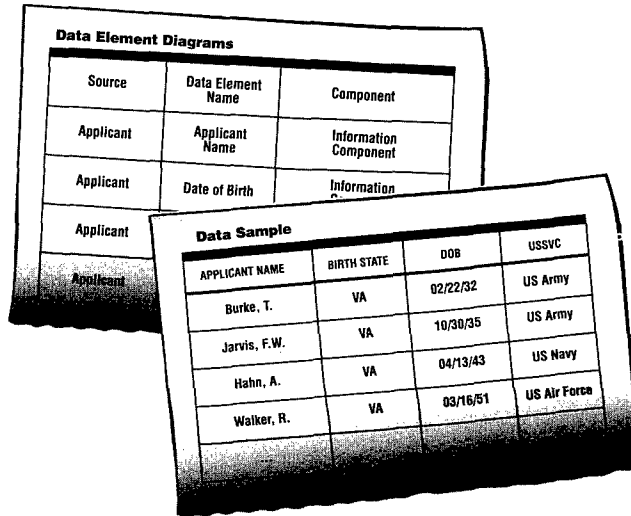 Data Element Diagrams
Source Data Element Name Component
Applicant Applicant Name Information Component
Applicant Date of Birth Information
Applicant
Applicant
Data Sample
APPLICANT NAME BIRTH STATE DOB USSVC
Burke, T. VA 02/22/32 US Army
Jarvis, F.W. VA 10/30/35 US Army
Hahn, A. VA 04/13/43 US Navy
Walker, R. VA 03/16/51 US Air Force